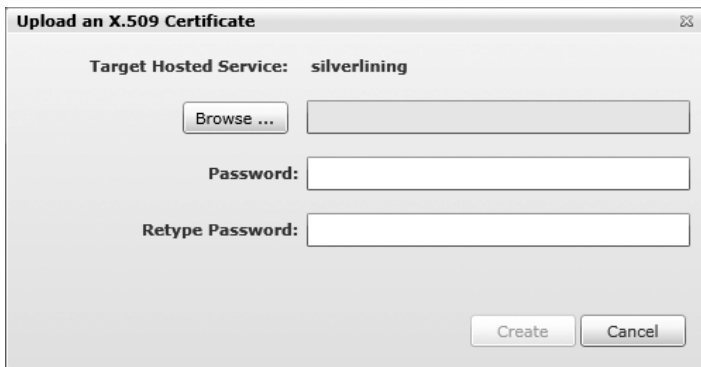 Upload an X.509 Certificate
Target Hosted Service: silverlining
Browse ...
Password:
Retype Password:
Create Cancel